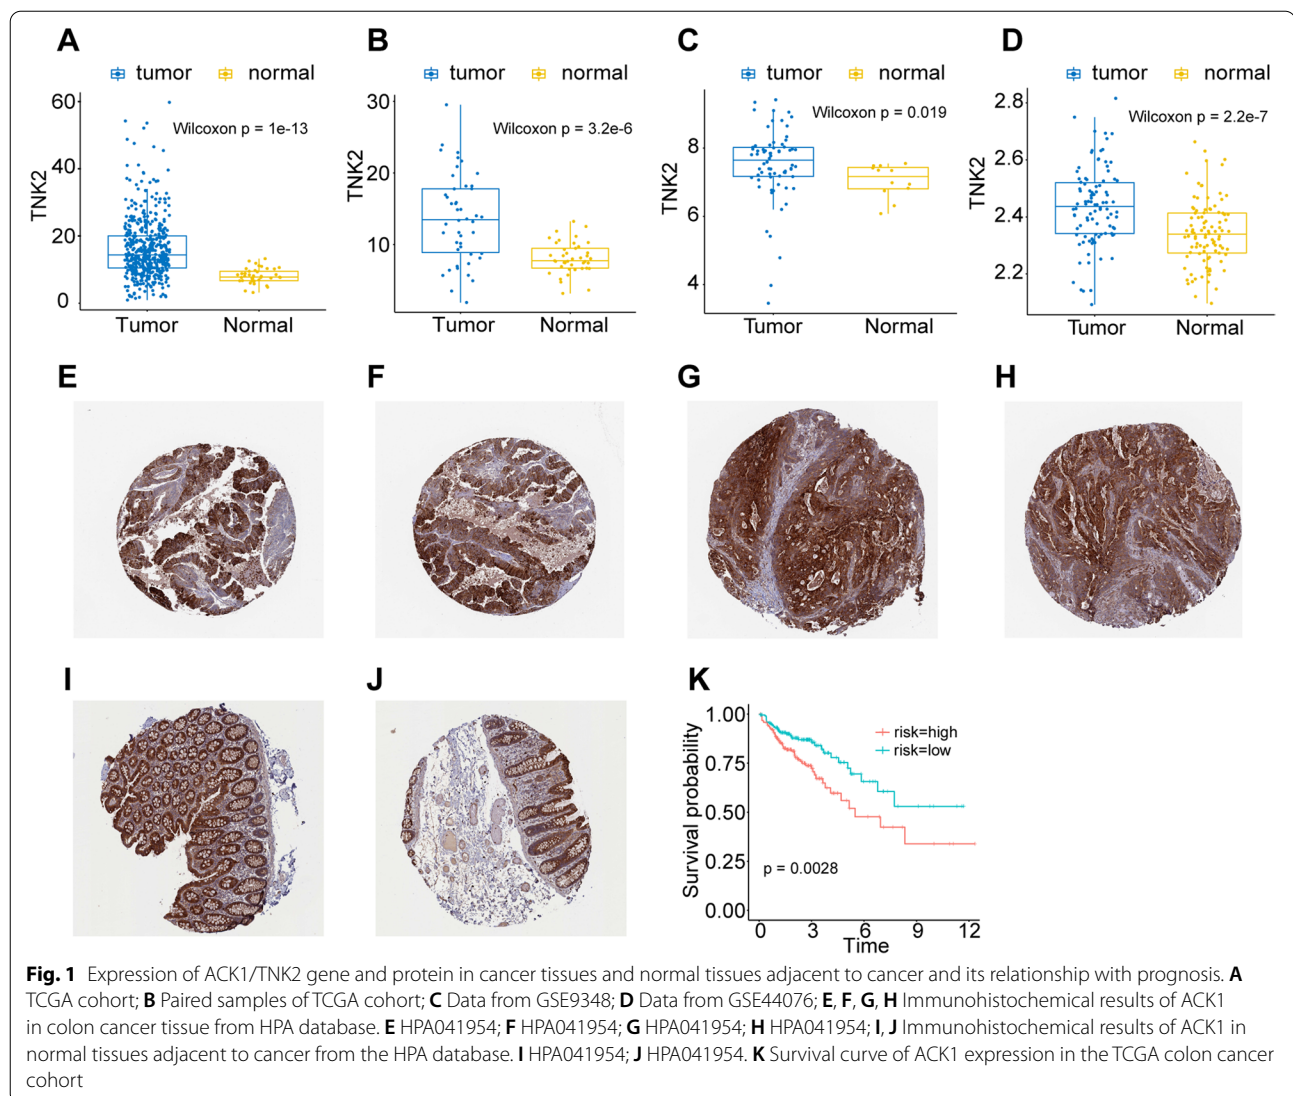 A
tumor normal
Wilcoxon p = 1e-13
TNK2
60
40
20
0
Tumor Normal
B
tumor normal
Wilcoxon p = 3.2e-6
TNK2
30
20
10
Tumor Normal
C
tumor normal
Wilcoxon p = 0.019
TNK2
8
6
4
Tumor Normal
D
tumor normal
Wilcoxon p = 2.2e-7
TNK2
2.8
2.6
2.4
2.2
Tumor Normal
E
F
G
H
I
J
K
Survival probability
1.00
0.75
0.50
0.25
0.00
risk=high
risk=low
p = 0.0028
0 3 6 9 12
Time
Fig. 1 Expression of ACK1/TNK2 gene and protein in cancer tissues and normal tissues adjacent to cancer and its relationship with prognosis. A
TCGA cohort; B Paired samples of TCGA cohort; C Data from GSE9348; D Data from GSE44076; E, F, G, H Immunohistochemical results of ACK1
in colon cancer tissue from HPA database. E HPA041954; F HPA041954; G HPA041954; H HPA041954; I, J Immunohistochemical results of ACK1 in
normal tissues adjacent to cancer from the HPA database. I HPA041954; J HPA041954. K Survival curve of ACK1 expression in the TCGA colon cancer
cohort